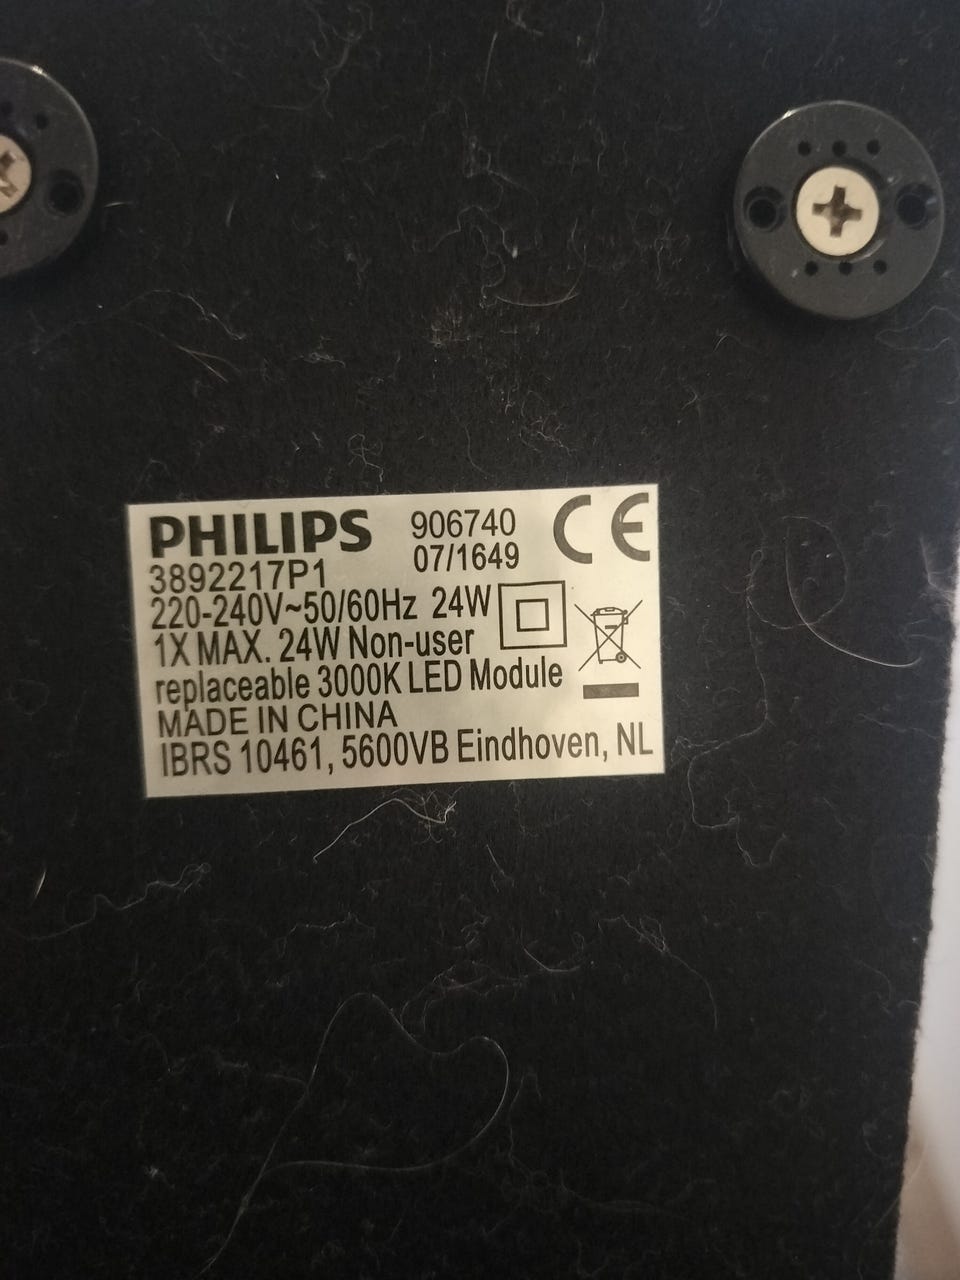 PHILIPS 906740 CE
07/1649
3892217P1
220-240V~50/60Hz 24W
1X MAX. 24W Non-user
replaceable 3000K LED Module
MADE IN CHINA
IBRS 10461, 5600VB Eindhoven, NL